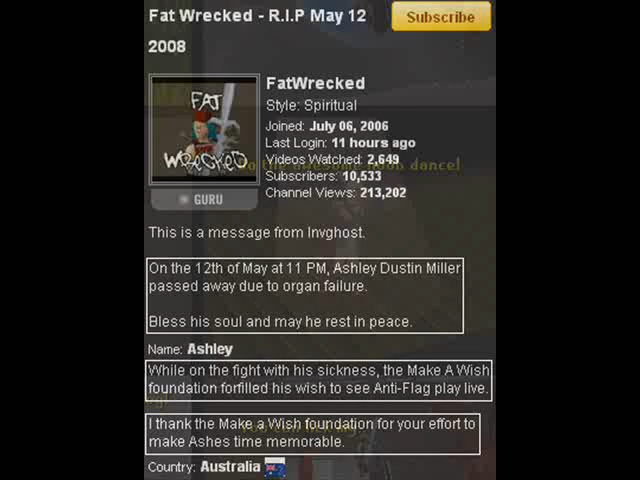 Fat Wrecked - R.I.P May 12
2008
Subscribe
FAT
WRECKED
GURU
FatWrecked
Style: Spiritual
Joined: July 06, 2006
Last Login: 11 hours ago
Videos Watched: 2,649
Subscribers: 10,533
Channel Views: 213,202
do the awesome noob dance!
This is a message from Invghost.
On the 12th of May at 11 PM, Ashley Dustin Miller
passed away due to organ failure.
Bless his soul and may he rest in peace.
Name: Ashley
While on the fight with his sickness, the Make A Wish
foundation forfilled his wish to see Anti-Flag play live.
I thank the Make a Wish foundation for your effort to
make Ashes time memorable.
Country: Australia